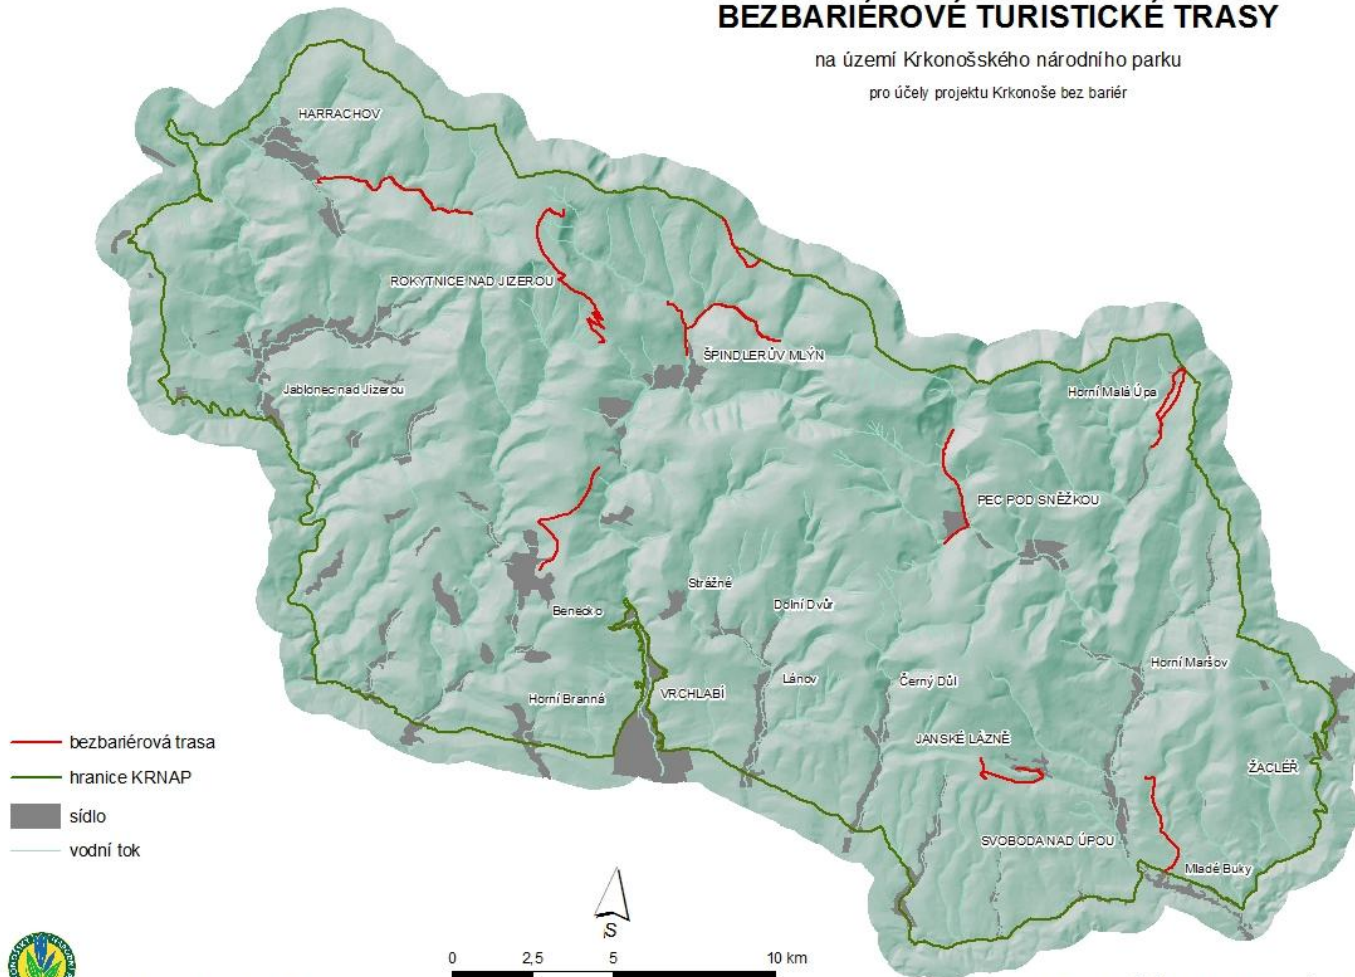 BEZBARIÉROVÉ TURISTICKÉ TRASY
na území Krkonošského národního parku
pro účely projektu Krkonoše bez bariér
HARRACHOV
ROKYTNICE NAD JIZEROU
ŠPINDLERŮV MLÝN
Jablonec nad Jizerou
Horní Malá Úpa
PEC POD SNĚŽKOU
Strážné
Benecko
Dolní Dvůr
Horní Maršov
Lánov
Černý Důl
VRCHLABÍ
Horní Branná
JANSKÉ LÁZNĚ
ŽACLÉŘ
SVOBODA NAD ÚPOU
Mladé Buky
bezbariérová trasa
hranice KRNAP
sídlo
vodní tok
S
0 2,5 5 10 km